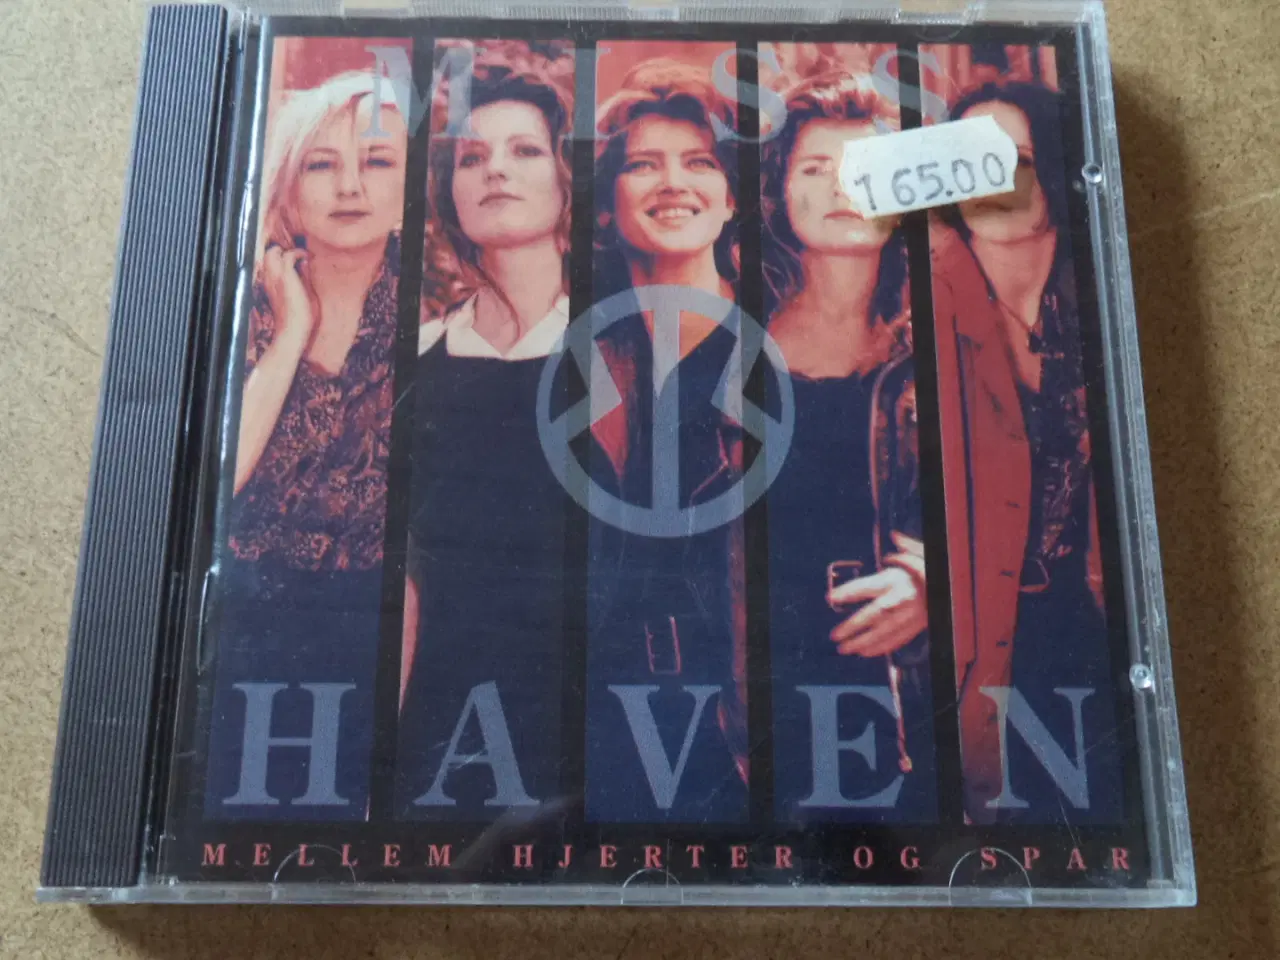 MISS
165.00
HAVEN
MELLEM HJERTER OG SPAR